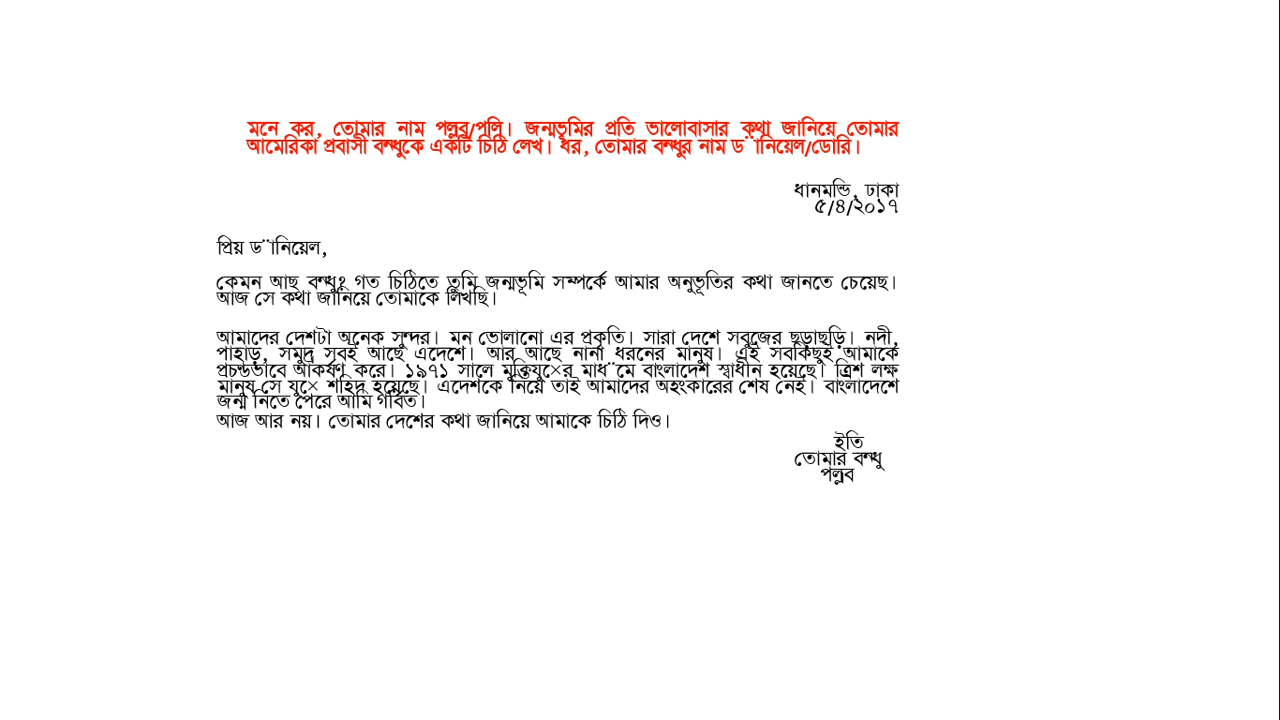 মনে কর, তোমার নাম পল্লব/পলি। জন্মভূমির প্রতি ভালোবাসার কথা জানিয়ে তোমার
আমেরিকা প্রবাসী বন্ধুকে একটি চিঠি লেখ। ধর, তোমার বন্ধুর নাম ড¨ানিয়েল/ডোরি।
ধানমন্ডি, ঢাকা
৫/৪/২০১৭
প্রিয় ড¨ানিয়েল,
কেমন আছ বন্ধু? গত চিঠিতে তুমি জন্মভূমি সম্পর্কে আমার অনুভূতির কথা জানতে চেয়েছ।
আজ সে কথা জানিয়ে তোমাকে লিখছি।
আমাদের দেশটা অনেক সুন্দর। মন ভোলানো এর প্রকৃতি। সারা দেশে সবুজের ছড়াছড়ি। নদী,
পাহাড়, সমুদ্র সবই আছে এদেশে। আর আছে নানা ধরনের মানুষ। এই সবকিছুই আমাকে
প্রচন্ডভাবে আকর্ষণ করে। ১৯৭১ সালে মুক্তিযু×ের মাধ¨মে বাংলাদেশ স্বাধীন হয়েছে। ত্রিশ লক্ষ
মানুষ সে যু× শহিদ হয়েছে। এদেশকে নিয়ে তাই আমাদের অহংকারের শেষ নেই। বাংলাদেশে
জন্ম নিতে পেরে আমি গর্বিত।
আজ আর নয়। তোমার দেশের কথা জানিয়ে আমাকে চিঠি দিও।
ইতি
তোমার বন্ধু
পল্লব